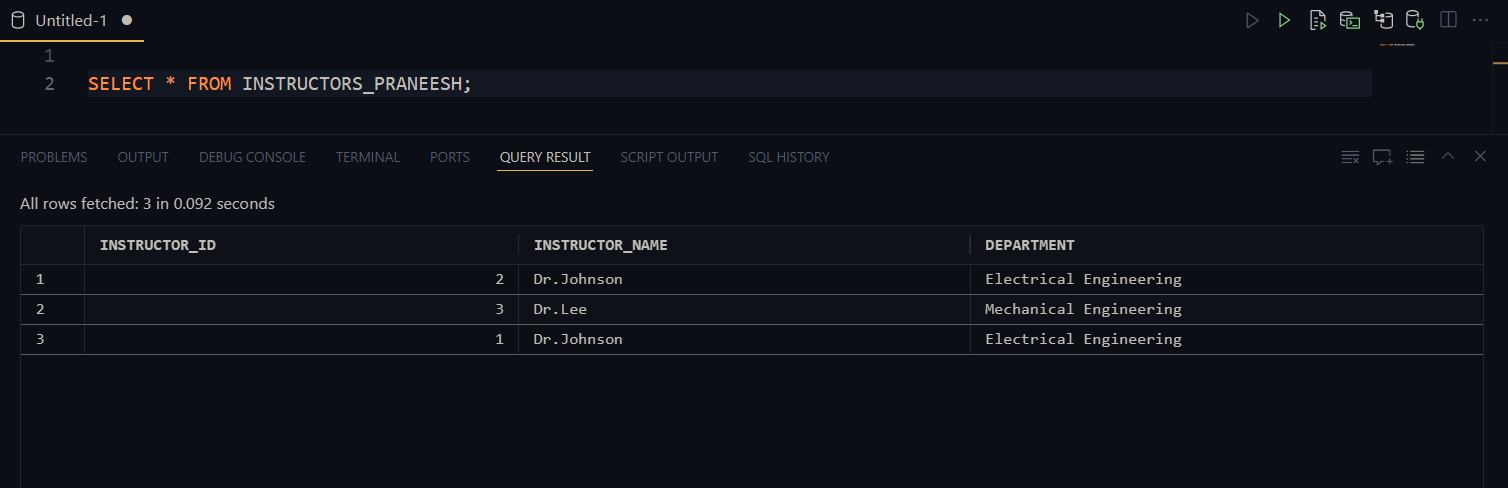 Untitled-1
1
2 SELECT * FROM INSTRUCTORS_PRANEESH;
PROBLEMS OUTPUT DEBUG CONSOLE TERMINAL PORTS QUERY RESULT SCRIPT OUTPUT SQL HISTORY
All rows fetched: 3 in 0.092 seconds
INSTRUCTOR_ID INSTRUCTOR_NAME DEPARTMENT
1 2 Dr.Johnson Electrical Engineering
2 3 Dr.Lee Mechanical Engineering
3 1 Dr.Johnson Electrical Engineering